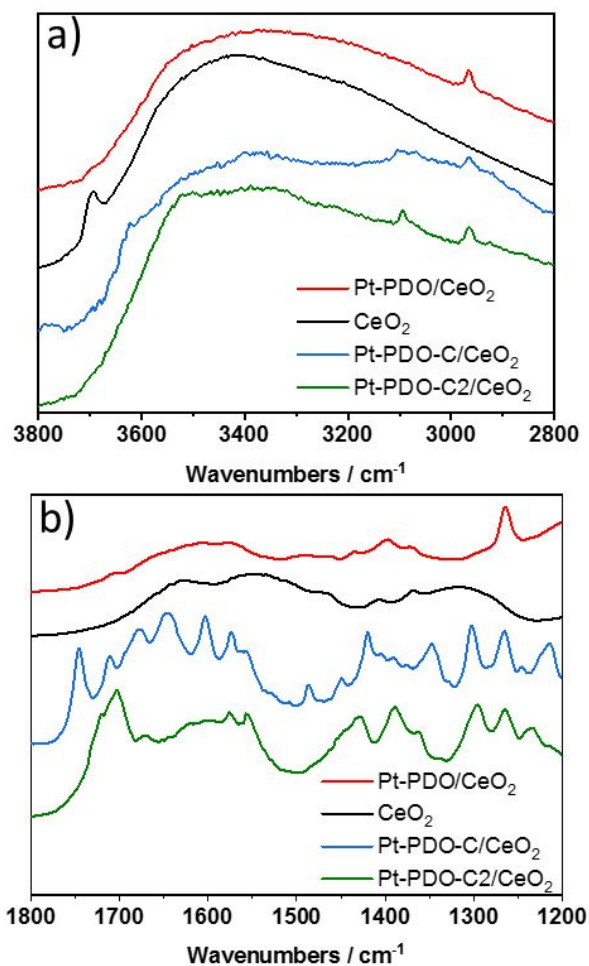 a)
Pt-PDO/CeO₂
CeO₂
Pt-PDO-C/CeO₂
Pt-PDO-C2/CeO₂
3800 3600 3400 3200 3000 2800
Wavenumbers / cm⁻¹
b)
Pt-PDO/CeO₂
CeO₂
Pt-PDO-C/CeO₂
Pt-PDO-C2/CeO₂
1800 1700 1600 1500 1400 1300 1200
Wavenumbers / cm⁻¹